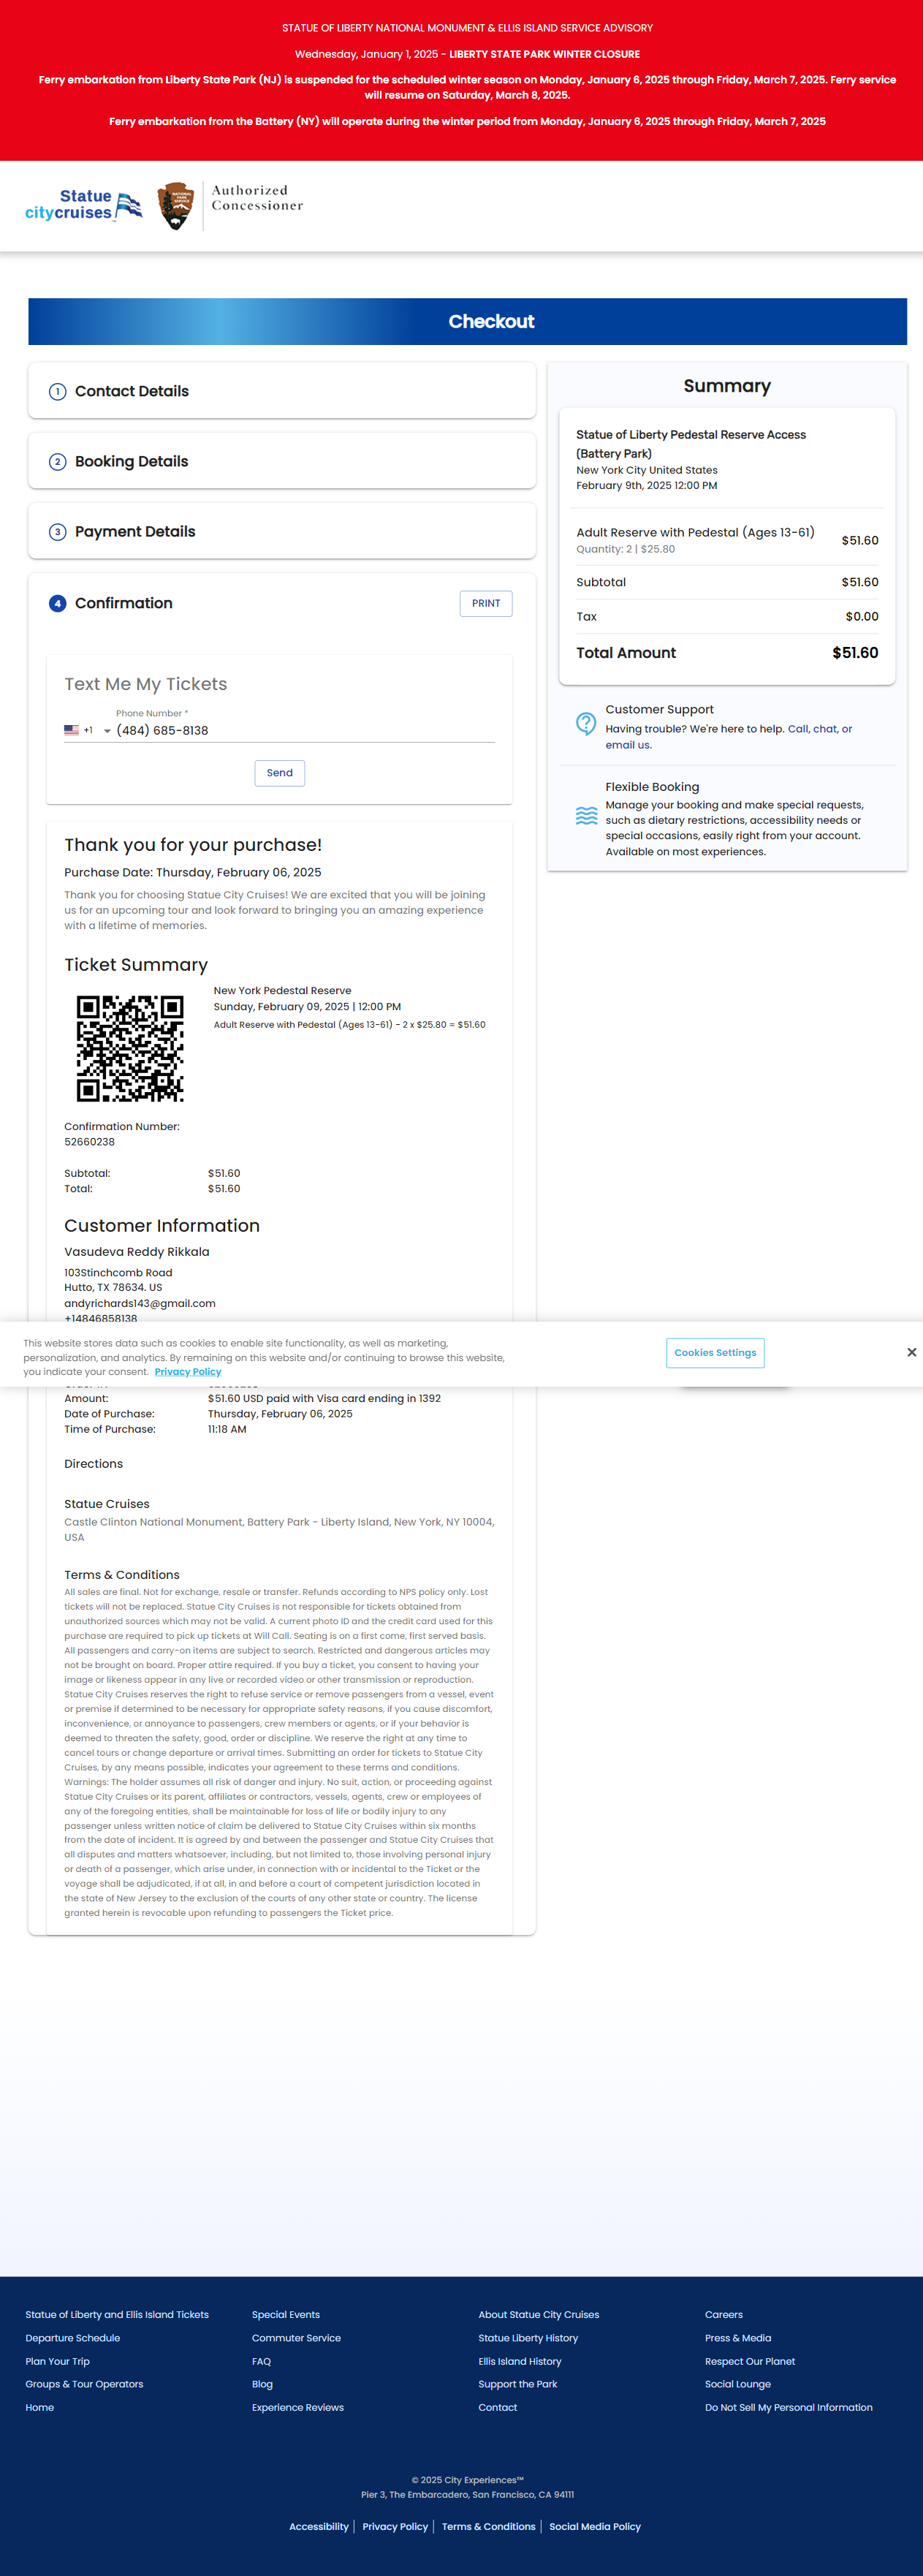 STATUE OF LIBERTY NATIONAL MONUMENT & ELLIS ISLAND SERVICE ADVISORY
Wednesday, January 1, 2025 - LIBERTY STATE PARK WINTER CLOSURE
Ferry embarkation from Liberty State Park (NJ) is suspended for the scheduled winter season on Monday, January 6, 2025 through Friday, March 7, 2025. Ferry service
will resume on Saturday, March 8, 2025.
Ferry embarkation from the Battery (NY) will operate during the winter period from Monday, January 6, 2025 through Friday, March 7, 2025
Statue
citycruises
NATIONAL
PARK
SERVICE
Authorized
Concessioner
Checkout
1 Contact Details
2 Booking Details
3 Payment Details
4 Confirmation
PRINT
Text Me My Tickets
Phone Number *
+1 (484) 685-8138
Send
Thank you for your purchase!
Purchase Date: Thursday, February 06, 2025
Thank you for choosing Statue City Cruises! We are excited that you will be joining
us for an upcoming tour and look forward to bringing you an amazing experience
with a lifetime of memories.
Ticket Summary
New York Pedestal Reserve
Sunday, February 09, 2025 | 12:00 PM
Adult Reserve with Pedestal (Ages 13-61) - 2 x $25.80 = $51.60
Confirmation Number:
52660238
Subtotal: $51.60
Total: $51.60
Customer Information
Vasudeva Reddy Rikkala
103Stinchcomb Road
Hutto, TX 78634. US
andyrichards143@gmail.com
+14846858138
This website stores data such as cookies to enable site functionality, as well as marketing,
personalization, and analytics. By remaining on this website and/or continuing to browse this website,
you indicate your consent. Privacy Policy
Cookies Settings
Amount: $51.60 USD paid with Visa card ending in 1392
Date of Purchase: Thursday, February 06, 2025
Time of Purchase: 11:18 AM
Directions
Statue Cruises
Castle Clinton National Monument, Battery Park - Liberty Island, New York, NY 10004,
USA
Terms & Conditions
All sales are final. Not for exchange, resale or transfer. Refunds according to NPS policy only. Lost
tickets will not be replaced. Statue City Cruises is not responsible for tickets obtained from
unauthorized sources which may not be valid. A current photo ID and the credit card used for this
purchase are required to pick up tickets at Will Call. Seating is on a first come, first served basis.
All passengers and carry-on items are subject to search. Restricted and dangerous articles may
not be brought on board. Proper attire required. If you buy a ticket, you consent to having your
image or likeness appear in any live or recorded video or other transmission or reproduction.
Statue City Cruises reserves the right to refuse service or remove passengers from a vessel, event
or premise if determined to be necessary for appropriate safety reasons, if you cause discomfort,
inconvenience, or annoyance to passengers, crew members or agents, or if your behavior is
deemed to threaten the safety, good, order or discipline. We reserve the right at any time to
cancel tours or change departure or arrival times. Submitting an order for tickets to Statue City
Cruises, by any means possible, indicates your agreement to these terms and conditions.
Warnings: The holder assumes all risk of danger and injury. No suit, action, or proceeding against
Statue City Cruises or its parent, affiliates or contractors, vessels, agents, crew or employees of
any of the foregoing entities, shall be maintainable for loss of life or bodily injury to any
passenger unless written notice of claim be delivered to Statue City Cruises within six months
from the date of incident. It is agreed by and between the passenger and Statue City Cruises that
all disputes and matters whatsoever, including, but not limited to, those involving personal injury
or death of a passenger, which arise under, in connection with or incidental to the Ticket or the
voyage shall be adjudicated, if at all, in and before a court of competent jurisdiction located in
the state of New Jersey to the exclusion of the courts of any other state or country. The license
granted herein is revocable upon refunding to passengers the Ticket price.
Summary
Statue of Liberty Pedestal Reserve Access
(Battery Park)
New York City United States
February 9th, 2025 12:00 PM
Adult Reserve with Pedestal (Ages 13-61) $51.60
Quantity: 2 | $25.80
Subtotal $51.60
Tax $0.00
Total Amount $51.60
Customer Support
Having trouble? We're here to help. Call, chat, or
email us.
Flexible Booking
Manage your booking and make special requests,
such as dietary restrictions, accessibility needs or
special occasions, easily right from your account.
Available on most experiences.
Statue of Liberty and Ellis Island Tickets
Departure Schedule
Plan Your Trip
Groups & Tour Operators
Home
Special Events
Commuter Service
FAQ
Blog
Experience Reviews
About Statue City Cruises
Statue Liberty History
Ellis Island History
Support the Park
Contact
Careers
Press & Media
Respect Our Planet
Social Lounge
Do Not Sell My Personal Information
© 2025 City Experiences™
Pier 3, The Embarcadero, San Francisco, CA 94111
Accessibility | Privacy Policy | Terms & Conditions | Social Media Policy